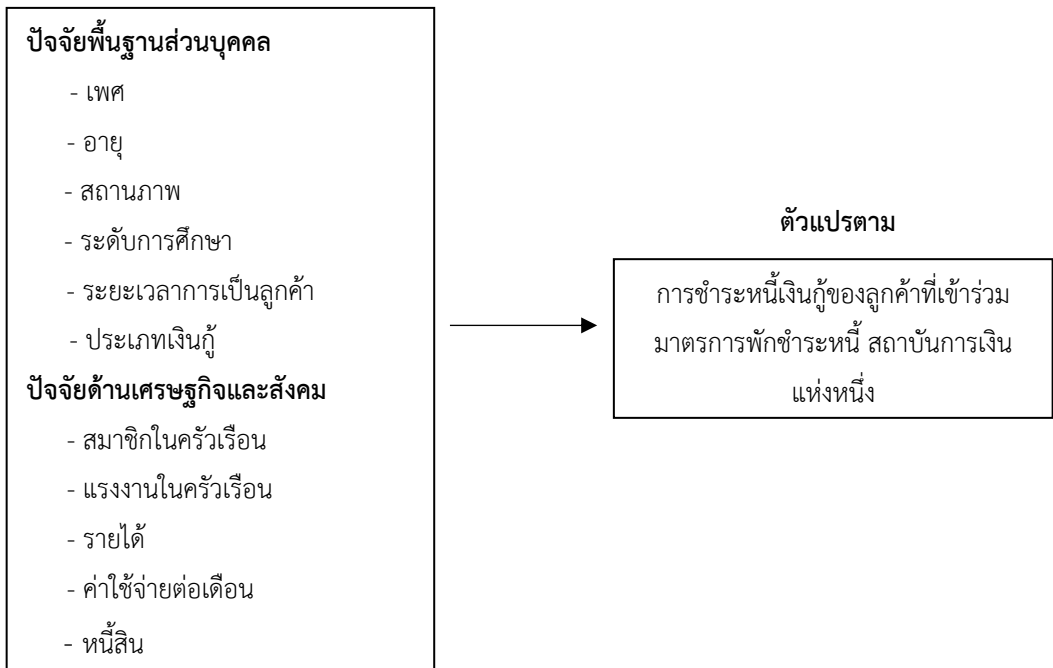 ปัจจัยพื้นฐานส่วนบุคคล
- เพศ
- อายุ
- สถานภาพ
- ระดับการศึกษา
- ระยะเวลาการเป็นลูกค้า
- ประเภทเงินกู้
ปัจจัยด้านเศรษฐกิจและสังคม
- สมาชิกในครัวเรือน
- แรงงานในครัวเรือน
- รายได้
- ค่าใช้จ่ายต่อเดือน
- หนี้สิน
ตัวแปรตาม
การชำระหนี้เงินกู้ของลูกค้าที่เข้าร่วม
มาตรการพักชำระหนี้ สถาบันการเงิน
แห่งหนึ่ง